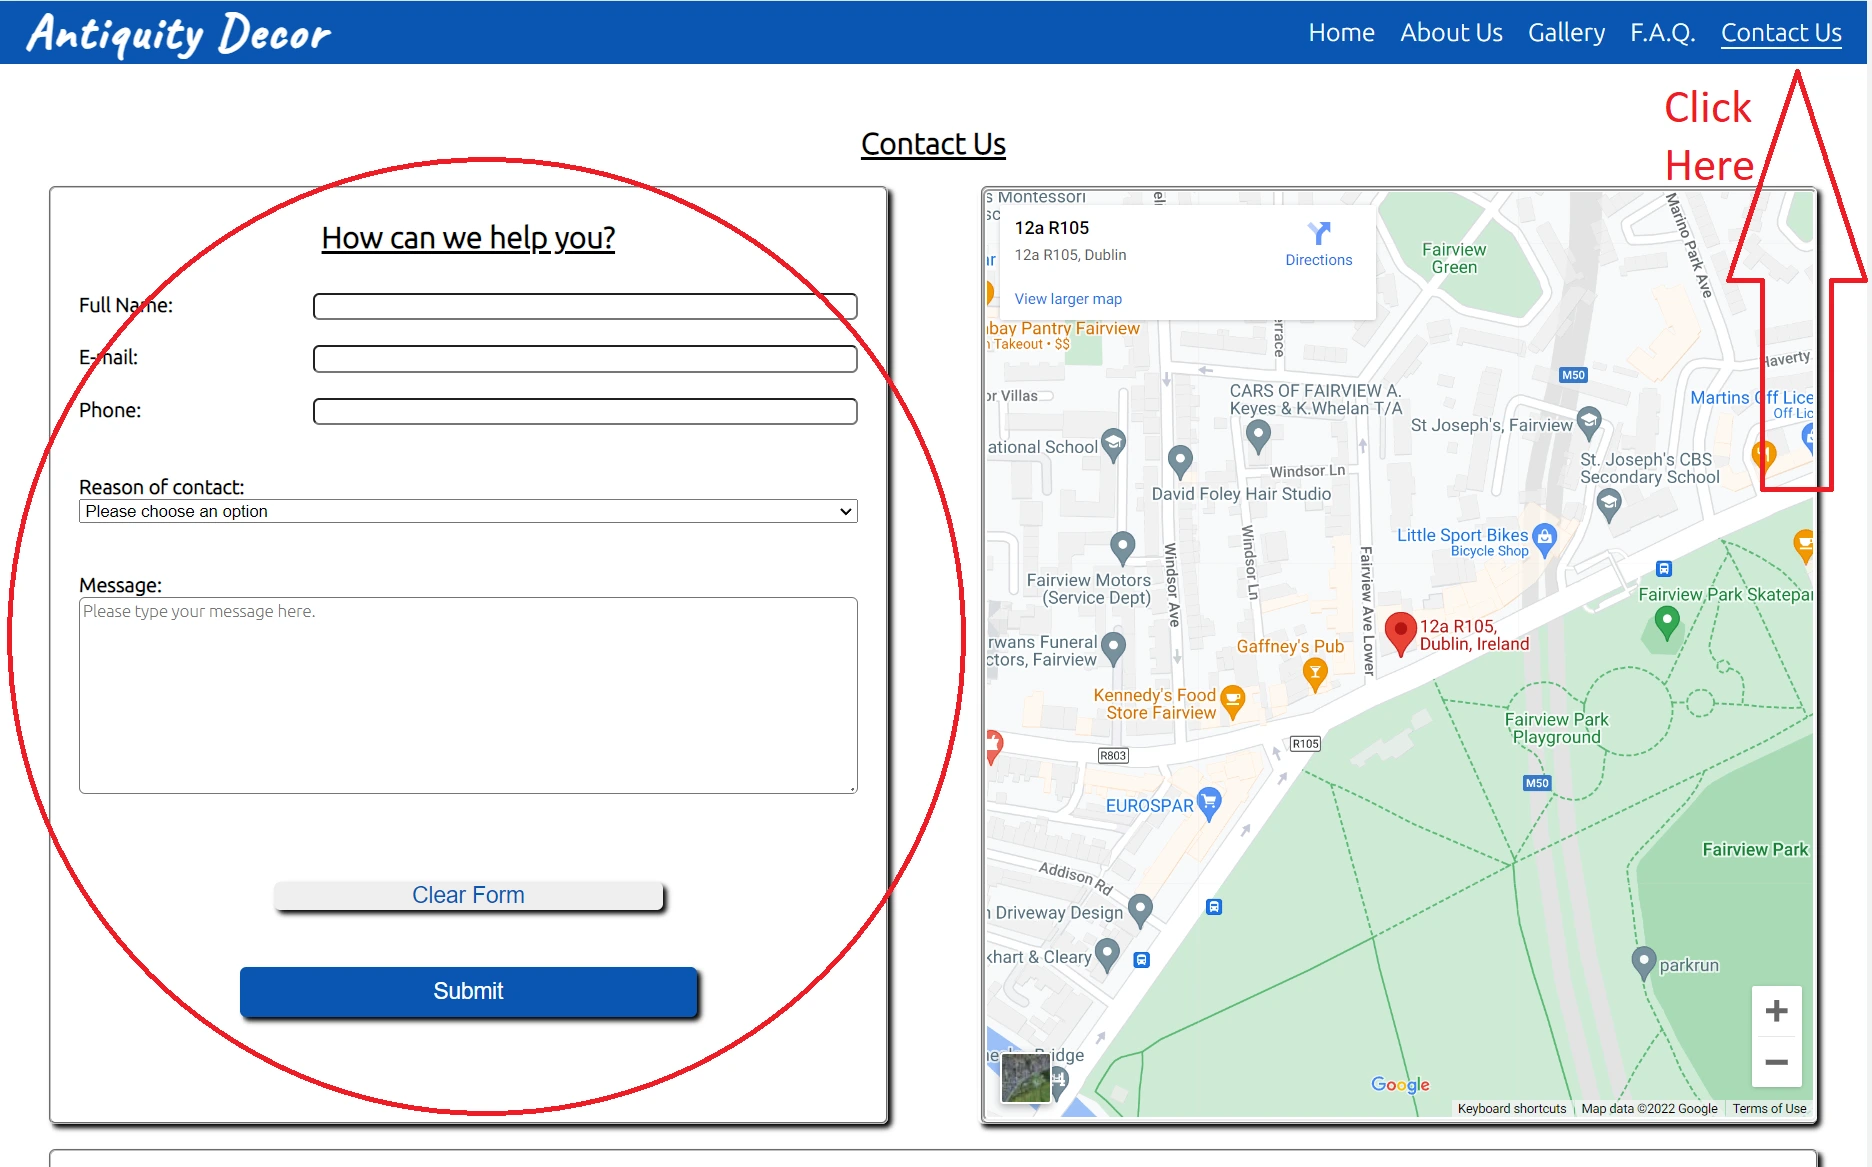 Antiquity Decor
Home About Us Gallery F.A.Q. Contact Us
Click
Here
Contact Us
How can we help you?
Full Name:
E-mail:
Phone:
Reason of contact:
Please choose an option
Message:
Please type your message here.
Clear Form
Submit
s Montessori
12a R105
12a R105, Dublin
Directions
View larger map
Fairview
Green
Marino Park Ave
bay Pantry Fairview
Takeout • $$
errace
Haverty
M50
or Villas
CARS OF FAIRVIEW A.
Keyes & K.Whelan T/A
Martins Off Lice
Off Lic
St Joseph's, Fairview
ational School
Windsor Ln
St. Joseph's CBS
Secondary School
David Foley Hair Studio
Little Sport Bikes
Bicycle Shop
Windsor Ln
Windsor Ave
Fairview Ave Lower
Fairview Motors
(Service Dept)
Fairview Park Skatepar
12a R105,
Dublin, Ireland
rwans Funeral
ctors, Fairview
Gaffney's Pub
Kennedy's Food
Store Fairview
Fairview Park
Playground
R105
R803
M50
EUROSPAR
Fairview Park
Addison Rd
n Driveway Design
khart & Cleary
parkrun
Bridge
Google
Keyboard shortcuts Map data ©2022 Google Terms of Use